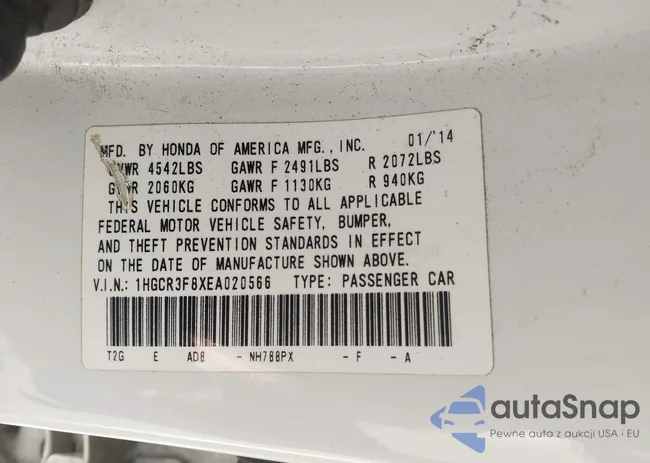 MFD. BY HONDA OF AMERICA MFG., INC. 01/'14
GVWR 4542LBS GAWR F 2491LBS R 2072LBS
GVWR 2060KG GAWR F 1130KG R 940KG
THIS VEHICLE CONFORMS TO ALL APPLICABLE
FEDERAL MOTOR VEHICLE SAFETY, BUMPER,
AND THEFT PREVENTION STANDARDS IN EFFECT
ON THE DATE OF MANUFACTURE SHOWN ABOVE.
V.I.N.: 1HGCR3F8XEA020566 TYPE: PASSENGER CAR
T2G E AD8 - NH788PX - F - A
autaSnap
Pewne auta z aukcji USA i EU